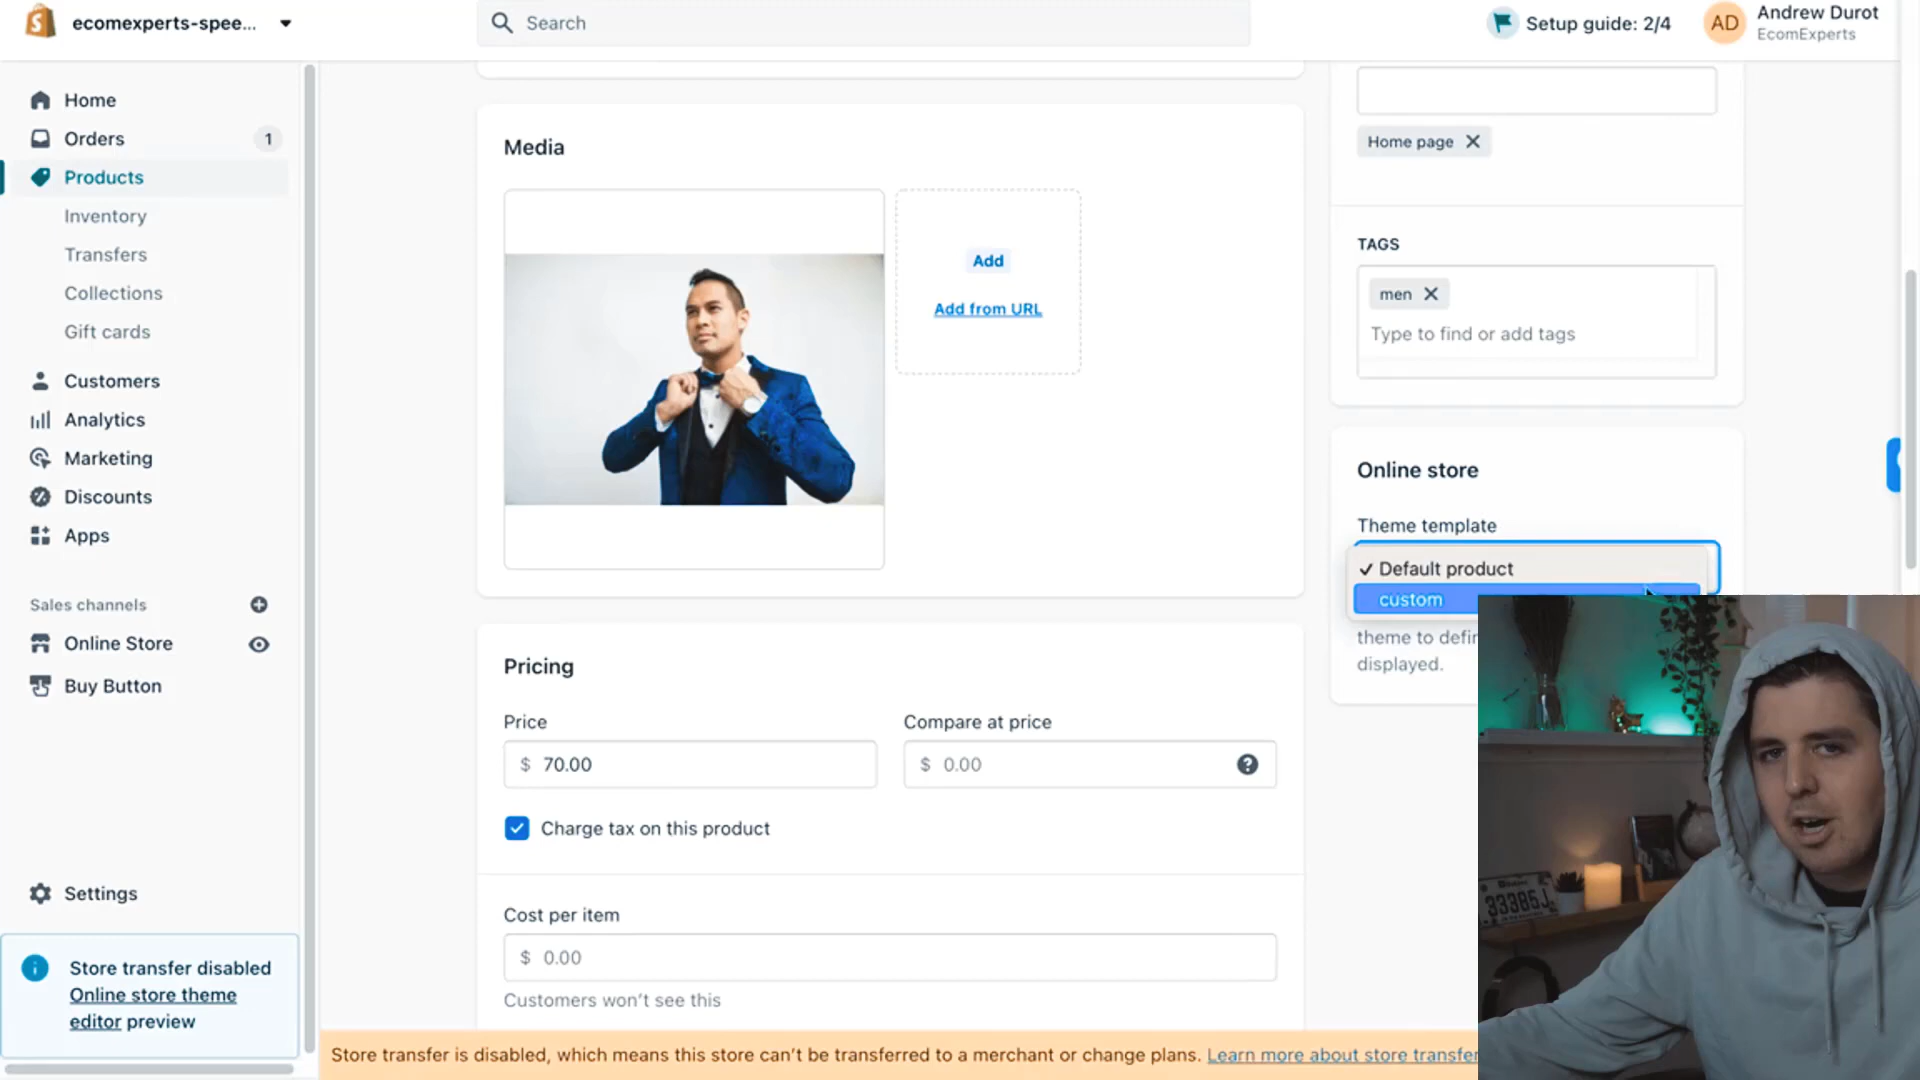 ecomexperts-spee...
Search
Setup guide: 2/4
AD
Andrew Durot
EcomExperts
Home
Orders
1
Products
Inventory
Transfers
Collections
Gift cards
Customers
Analytics
Marketing
Discounts
Apps
Sales channels
Online Store
Buy Button
Settings
Store transfer disabled
Online store theme
editor preview
Media
Add
Add from URL
Pricing
Price
Compare at price
$ 70.00
$ 0.00
Charge tax on this product
Cost per item
$ 0.00
Customers won't see this
Home page
TAGS
men
Type to find or add tags
Online store
Theme template
✓ Default product
custom
theme to defin
displayed.
33385J
Store transfer is disabled, which means this store can't be transferred to a merchant or change plans. Learn more about store transfer